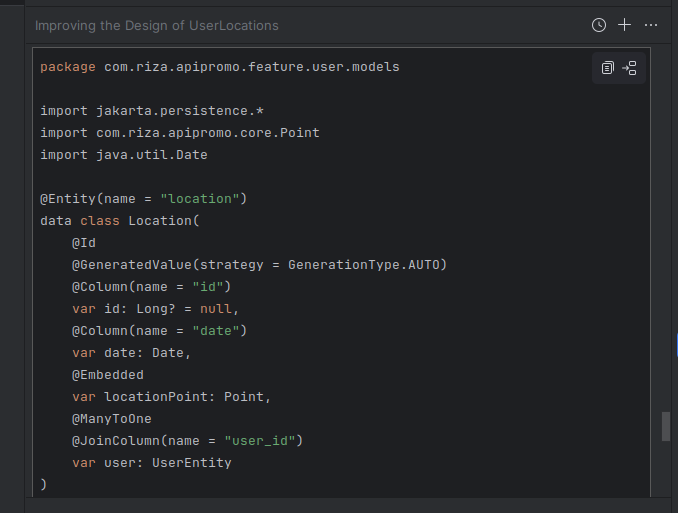 Improving the Design of UserLocations
package com.riza.apipromo.feature.user.models
import jakarta.persistence.*
import com.riza.apipromo.core.Point
import java.util.Date
@Entity(name = "location")
data class Location(
    @Id
    @GeneratedValue(strategy = GenerationType.AUTO)
    @Column(name = "id")
    var id: Long? = null,
    @Column(name = "date")
    var date: Date,
    @Embedded
    var locationPoint: Point,
    @ManyToOne
    @JoinColumn(name = "user_id")
    var user: UserEntity
)